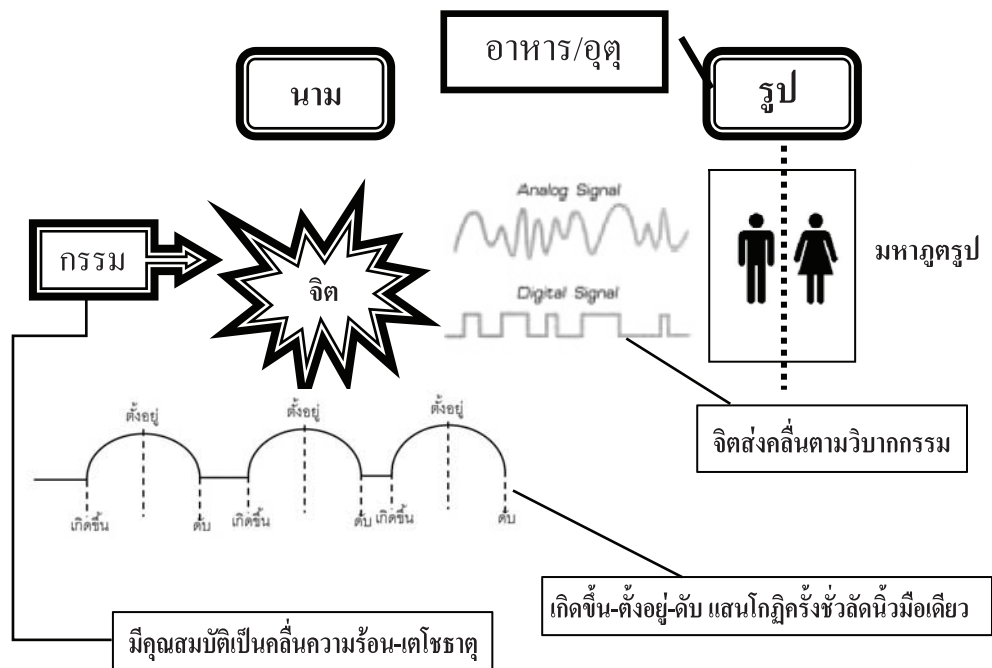 อาหาร/อุตุ
นาม
รูป
Analog Signal
กรรม
จิต
มหาภูตรูป
Digital Signal
ตั้งอยู่ ตั้งอยู่ ตั้งอยู่
จิตส่งคลื่นตามวิบากกรรม
เกิดขึ้น ดับ เกิดขึ้น ดับ เกิดขึ้น ดับ
เกิดขึ้น-ตั้งอยู่-ดับ แสนโกฏิครั้งชั่วลัดนิ้วมือเดียว
มีคุณสมบัติเป็นคลื่นความร้อน-เตโชธาตุ